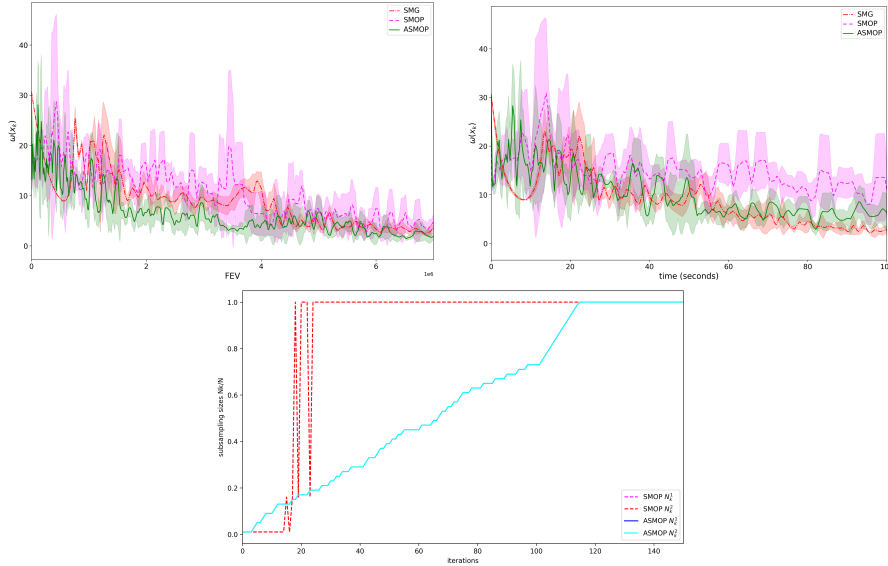 SMG
SMOP
ASMOP
40
30
20
10
0
ω(x_k)
0
2
4
6
1e6
FEV
SMG
SMOP
ASMOP
40
30
20
10
0
ω(x_k)
0
20
40
60
80
100
time (seconds)
1.0
0.8
0.6
0.4
0.2
0.0
subsampling sizes Nk/N
SMOP N_k^1
SMOP N_k^2
ASMOP N_k^1
ASMOP N_k^2
0
20
40
60
80
100
120
140
iterations